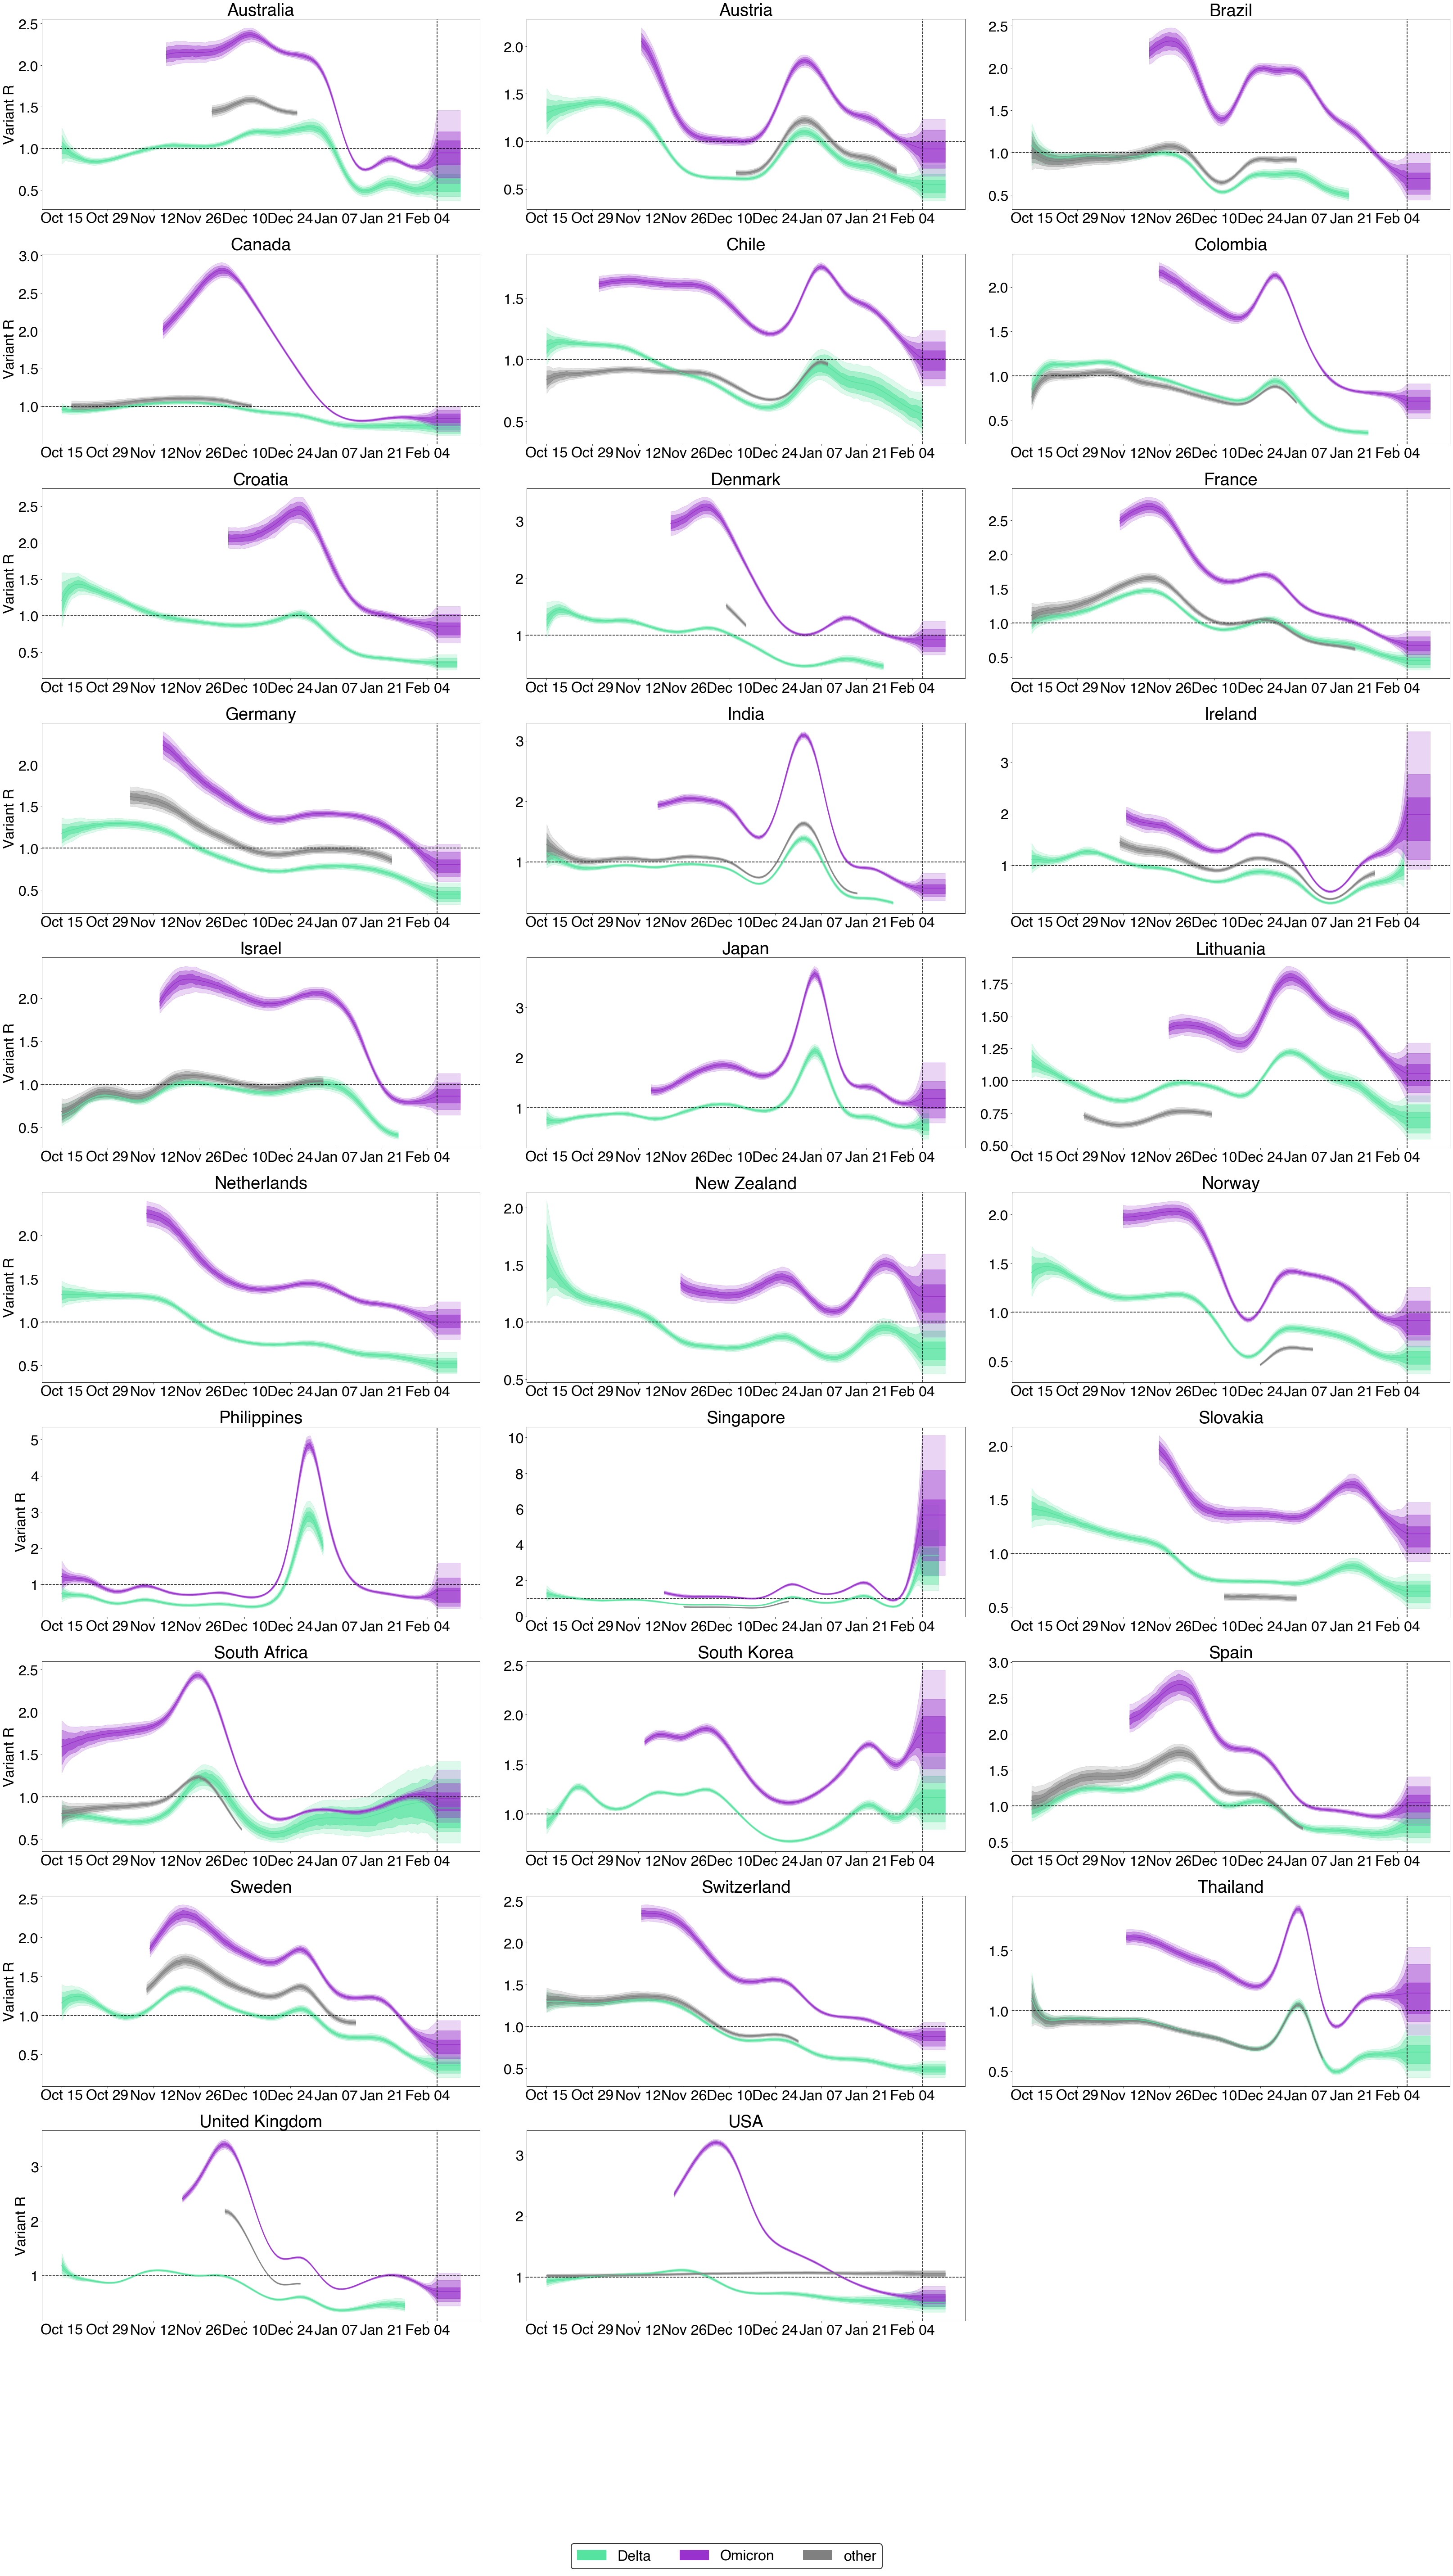 Australia
Variant R
2.5
2.0
1.5
1.0
0.5
Oct 15 Oct 29 Nov 12 Nov 26 Dec 10 Dec 24 Jan 07 Jan 21 Feb 04
Austria
2.0
1.5
1.0
0.5
Oct 15 Oct 29 Nov 12 Nov 26 Dec 10 Dec 24 Jan 07 Jan 21 Feb 04
Brazil
2.5
2.0
1.5
1.0
0.5
Oct 15 Oct 29 Nov 12 Nov 26 Dec 10 Dec 24 Jan 07 Jan 21 Feb 04
Canada
Variant R
3.0
2.5
2.0
1.5
1.0
Oct 15 Oct 29 Nov 12 Nov 26 Dec 10 Dec 24 Jan 07 Jan 21 Feb 04
Chile
1.5
1.0
0.5
Oct 15 Oct 29 Nov 12 Nov 26 Dec 10 Dec 24 Jan 07 Jan 21 Feb 04
Colombia
2.0
1.5
1.0
0.5
Oct 15 Oct 29 Nov 12 Nov 26 Dec 10 Dec 24 Jan 07 Jan 21 Feb 04
Croatia
Variant R
2.5
2.0
1.5
1.0
0.5
Oct 15 Oct 29 Nov 12 Nov 26 Dec 10 Dec 24 Jan 07 Jan 21 Feb 04
Denmark
3
2
1
Oct 15 Oct 29 Nov 12 Nov 26 Dec 10 Dec 24 Jan 07 Jan 21 Feb 04
France
2.5
2.0
1.5
1.0
0.5
Oct 15 Oct 29 Nov 12 Nov 26 Dec 10 Dec 24 Jan 07 Jan 21 Feb 04
Germany
Variant R
2.0
1.5
1.0
0.5
Oct 15 Oct 29 Nov 12 Nov 26 Dec 10 Dec 24 Jan 07 Jan 21 Feb 04
India
3
2
1
Oct 15 Oct 29 Nov 12 Nov 26 Dec 10 Dec 24 Jan 07 Jan 21 Feb 04
Ireland
3
2
1
0
Oct 15 Oct 29 Nov 12 Nov 26 Dec 10 Dec 24 Jan 07 Jan 21 Feb 04
Israel
Variant R
2.0
1.5
1.0
0.5
Oct 15 Oct 29 Nov 12 Nov 26 Dec 10 Dec 24 Jan 07 Jan 21 Feb 04
Japan
3
2
1
Oct 15 Oct 29 Nov 12 Nov 26 Dec 10 Dec 24 Jan 07 Jan 21 Feb 04
Lithuania
1.75
1.50
1.25
1.00
0.75
0.50
Oct 15 Oct 29 Nov 12 Nov 26 Dec 10 Dec 24 Jan 07 Jan 21 Feb 04
Netherlands
Variant R
2.0
1.5
1.0
0.5
Oct 15 Oct 29 Nov 12 Nov 26 Dec 10 Dec 24 Jan 07 Jan 21 Feb 04
New Zealand
2.0
1.5
1.0
0.5
Oct 15 Oct 29 Nov 12 Nov 26 Dec 10 Dec 24 Jan 07 Jan 21 Feb 04
Norway
2.0
1.5
1.0
0.5
Oct 15 Oct 29 Nov 12 Nov 26 Dec 10 Dec 24 Jan 07 Jan 21 Feb 04
Philippines
Variant R
5
4
3
2
1
Oct 15 Oct 29 Nov 12 Nov 26 Dec 10 Dec 24 Jan 07 Jan 21 Feb 04
Singapore
10
8
6
4
2
0
Oct 15 Oct 29 Nov 12 Nov 26 Dec 10 Dec 24 Jan 07 Jan 21 Feb 04
Slovakia
2.0
1.5
1.0
0.5
Oct 15 Oct 29 Nov 12 Nov 26 Dec 10 Dec 24 Jan 07 Jan 21 Feb 04
South Africa
Variant R
2.5
2.0
1.5
1.0
0.5
Oct 15 Oct 29 Nov 12 Nov 26 Dec 10 Dec 24 Jan 07 Jan 21 Feb 04
South Korea
2.5
2.0
1.5
1.0
Oct 15 Oct 29 Nov 12 Nov 26 Dec 10 Dec 24 Jan 07 Jan 21 Feb 04
Spain
3.0
2.5
2.0
1.5
1.0
0.5
Oct 15 Oct 29 Nov 12 Nov 26 Dec 10 Dec 24 Jan 07 Jan 21 Feb 04
Sweden
Variant R
2.5
2.0
1.5
1.0
0.5
Oct 15 Oct 29 Nov 12 Nov 26 Dec 10 Dec 24 Jan 07 Jan 21 Feb 04
Switzerland
2.5
2.0
1.5
1.0
0.5
Oct 15 Oct 29 Nov 12 Nov 26 Dec 10 Dec 24 Jan 07 Jan 21 Feb 04
Thailand
1.5
1.0
0.5
Oct 15 Oct 29 Nov 12 Nov 26 Dec 10 Dec 24 Jan 07 Jan 21 Feb 04
United Kingdom
Variant R
3
2
1
Oct 15 Oct 29 Nov 12 Nov 26 Dec 10 Dec 24 Jan 07 Jan 21 Feb 04
USA
3
2
1
Oct 15 Oct 29 Nov 12 Nov 26 Dec 10 Dec 24 Jan 07 Jan 21 Feb 04
Delta Omicron other